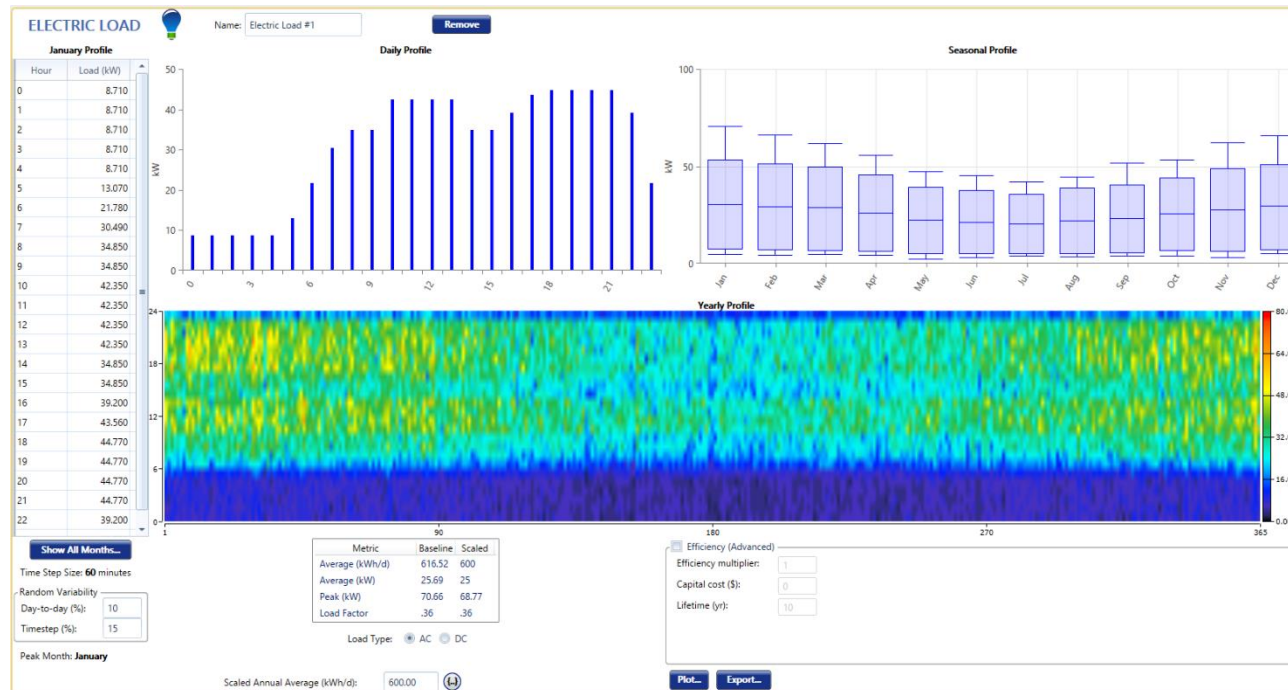 ELECTRIC LOAD
Name: Electric Load #1 Remove
January Profile
Hour Load (kW)
0 8.710
1 8.710
2 8.710
3 8.710
4 8.710
5 13.070
6 21.780
7 30.490
8 34.850
9 34.850
10 42.350
11 42.350
12 42.350
13 42.350
14 34.850
15 34.850
16 39.200
17 43.560
18 44.770
19 44.770
20 44.770
21 44.770
22 39.200
Show All Months...
Time Step Size: 60 minutes
Random Variability
Day-to-day (%): 10
Timestep (%): 15
Peak Month: January
Daily Profile
kW
50
40
30
20
10
0
0 3 6 9 12 15 18 21
Seasonal Profile
kW
100
50
0
Jan Feb Mar Apr May Jun Jul Aug Sep Oct Nov Dec
Yearly Profile
24
18
12
6
0
1 90 180 270 365
80.
64.
48.
32.
16.
0.0
Metric Baseline Scaled
Average (kWh/d) 616.52 600
Average (kW) 25.69 25
Peak (kW) 70.66 68.77
Load Factor .36 .36
Load Type: AC DC
Scaled Annual Average (kWh/d): 600.00 {..}
Efficiency (Advanced)
Efficiency multiplier: 1
Capital cost ($): 0
Lifetime (yr): 10
Plot... Export...